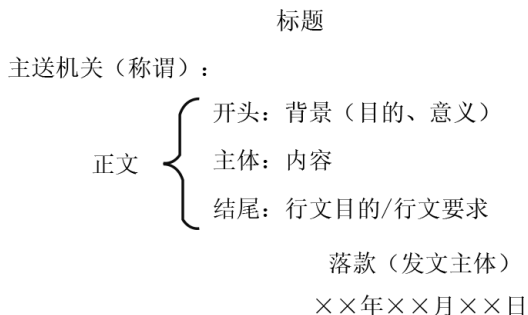 标题
主送机关（称谓）：
正文
开头：背景（目的、意义）
主体：内容
结尾：行文目的/行文要求
落款（发文主体）
××年××月××日